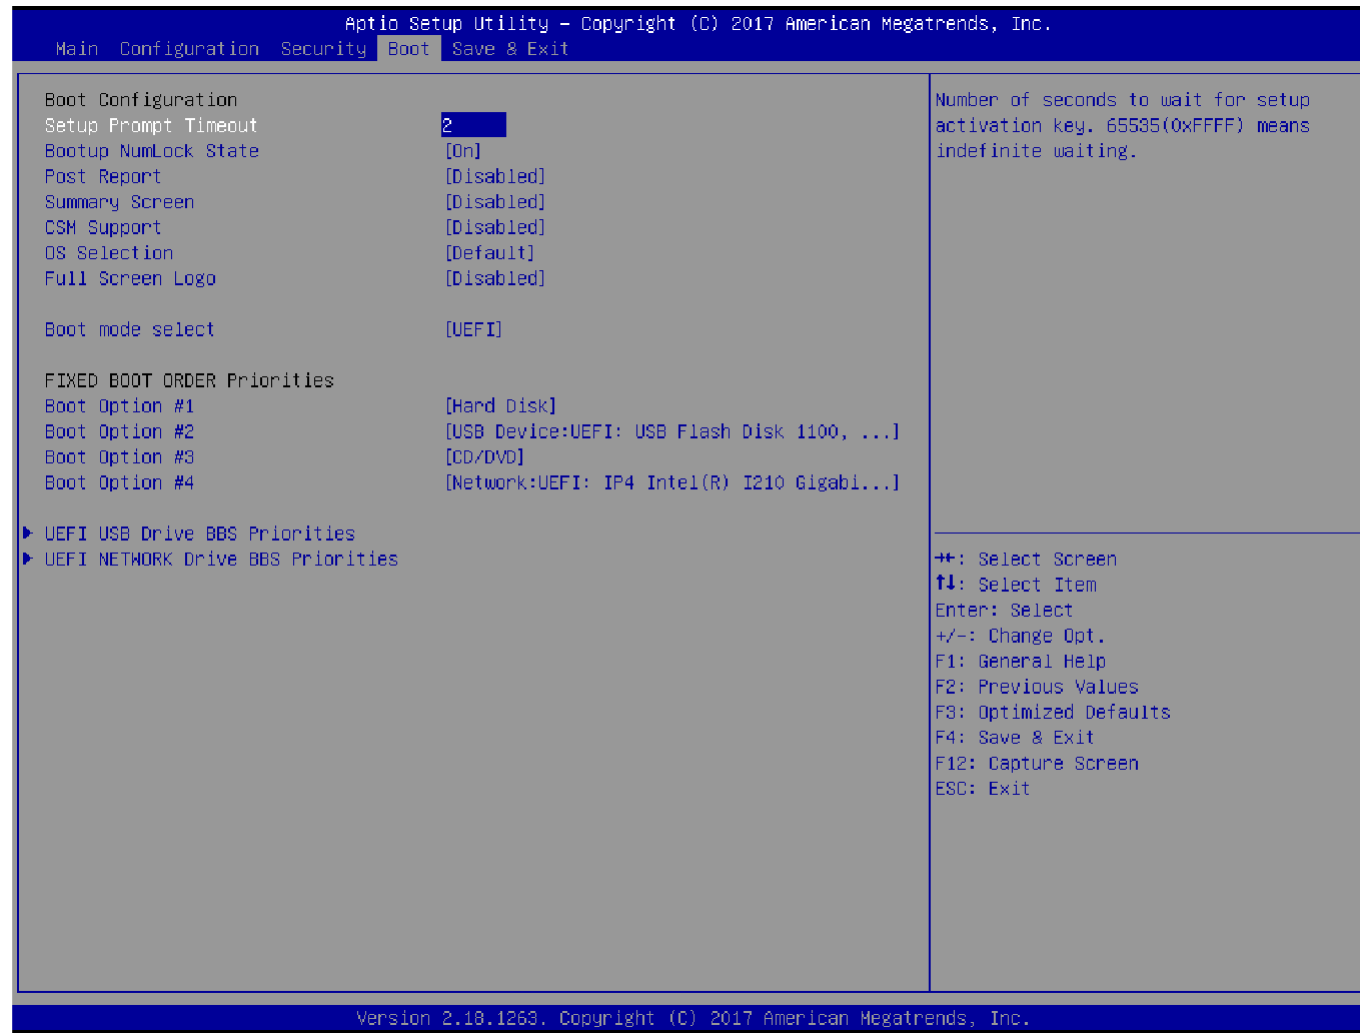 Aptio Setup Utility – Copyright (C) 2017 American Megatrends, Inc.
Main Configuration Security Boot Save & Exit
Boot Configuration
Setup Prompt Timeout 2
Bootup NumLock State [On]
Post Report [Disabled]
Summary Screen [Disabled]
CSM Support [Disabled]
OS Selection [Default]
Full Screen Logo [Disabled]
Boot mode select [UEFI]
FIXED BOOT ORDER Priorities
Boot Option #1 [Hard Disk]
Boot Option #2 [USB Device:UEFI: USB Flash Disk 1100, ...]
Boot Option #3 [CD/DVD]
Boot Option #4 [Network:UEFI: IP4 Intel(R) I210 Gigabi...]
UEFI USB Drive BBS Priorities
UEFI NETWORK Drive BBS Priorities
Number of seconds to wait for setup
activation key. 65535(0xFFFF) means
indefinite waiting.
→←: Select Screen
↑↓: Select Item
Enter: Select
+/-: Change Opt.
F1: General Help
F2: Previous Values
F3: Optimized Defaults
F4: Save & Exit
F12: Capture Screen
ESC: Exit
Version 2.18.1263. Copyright (C) 2017 American Megatrends, Inc.